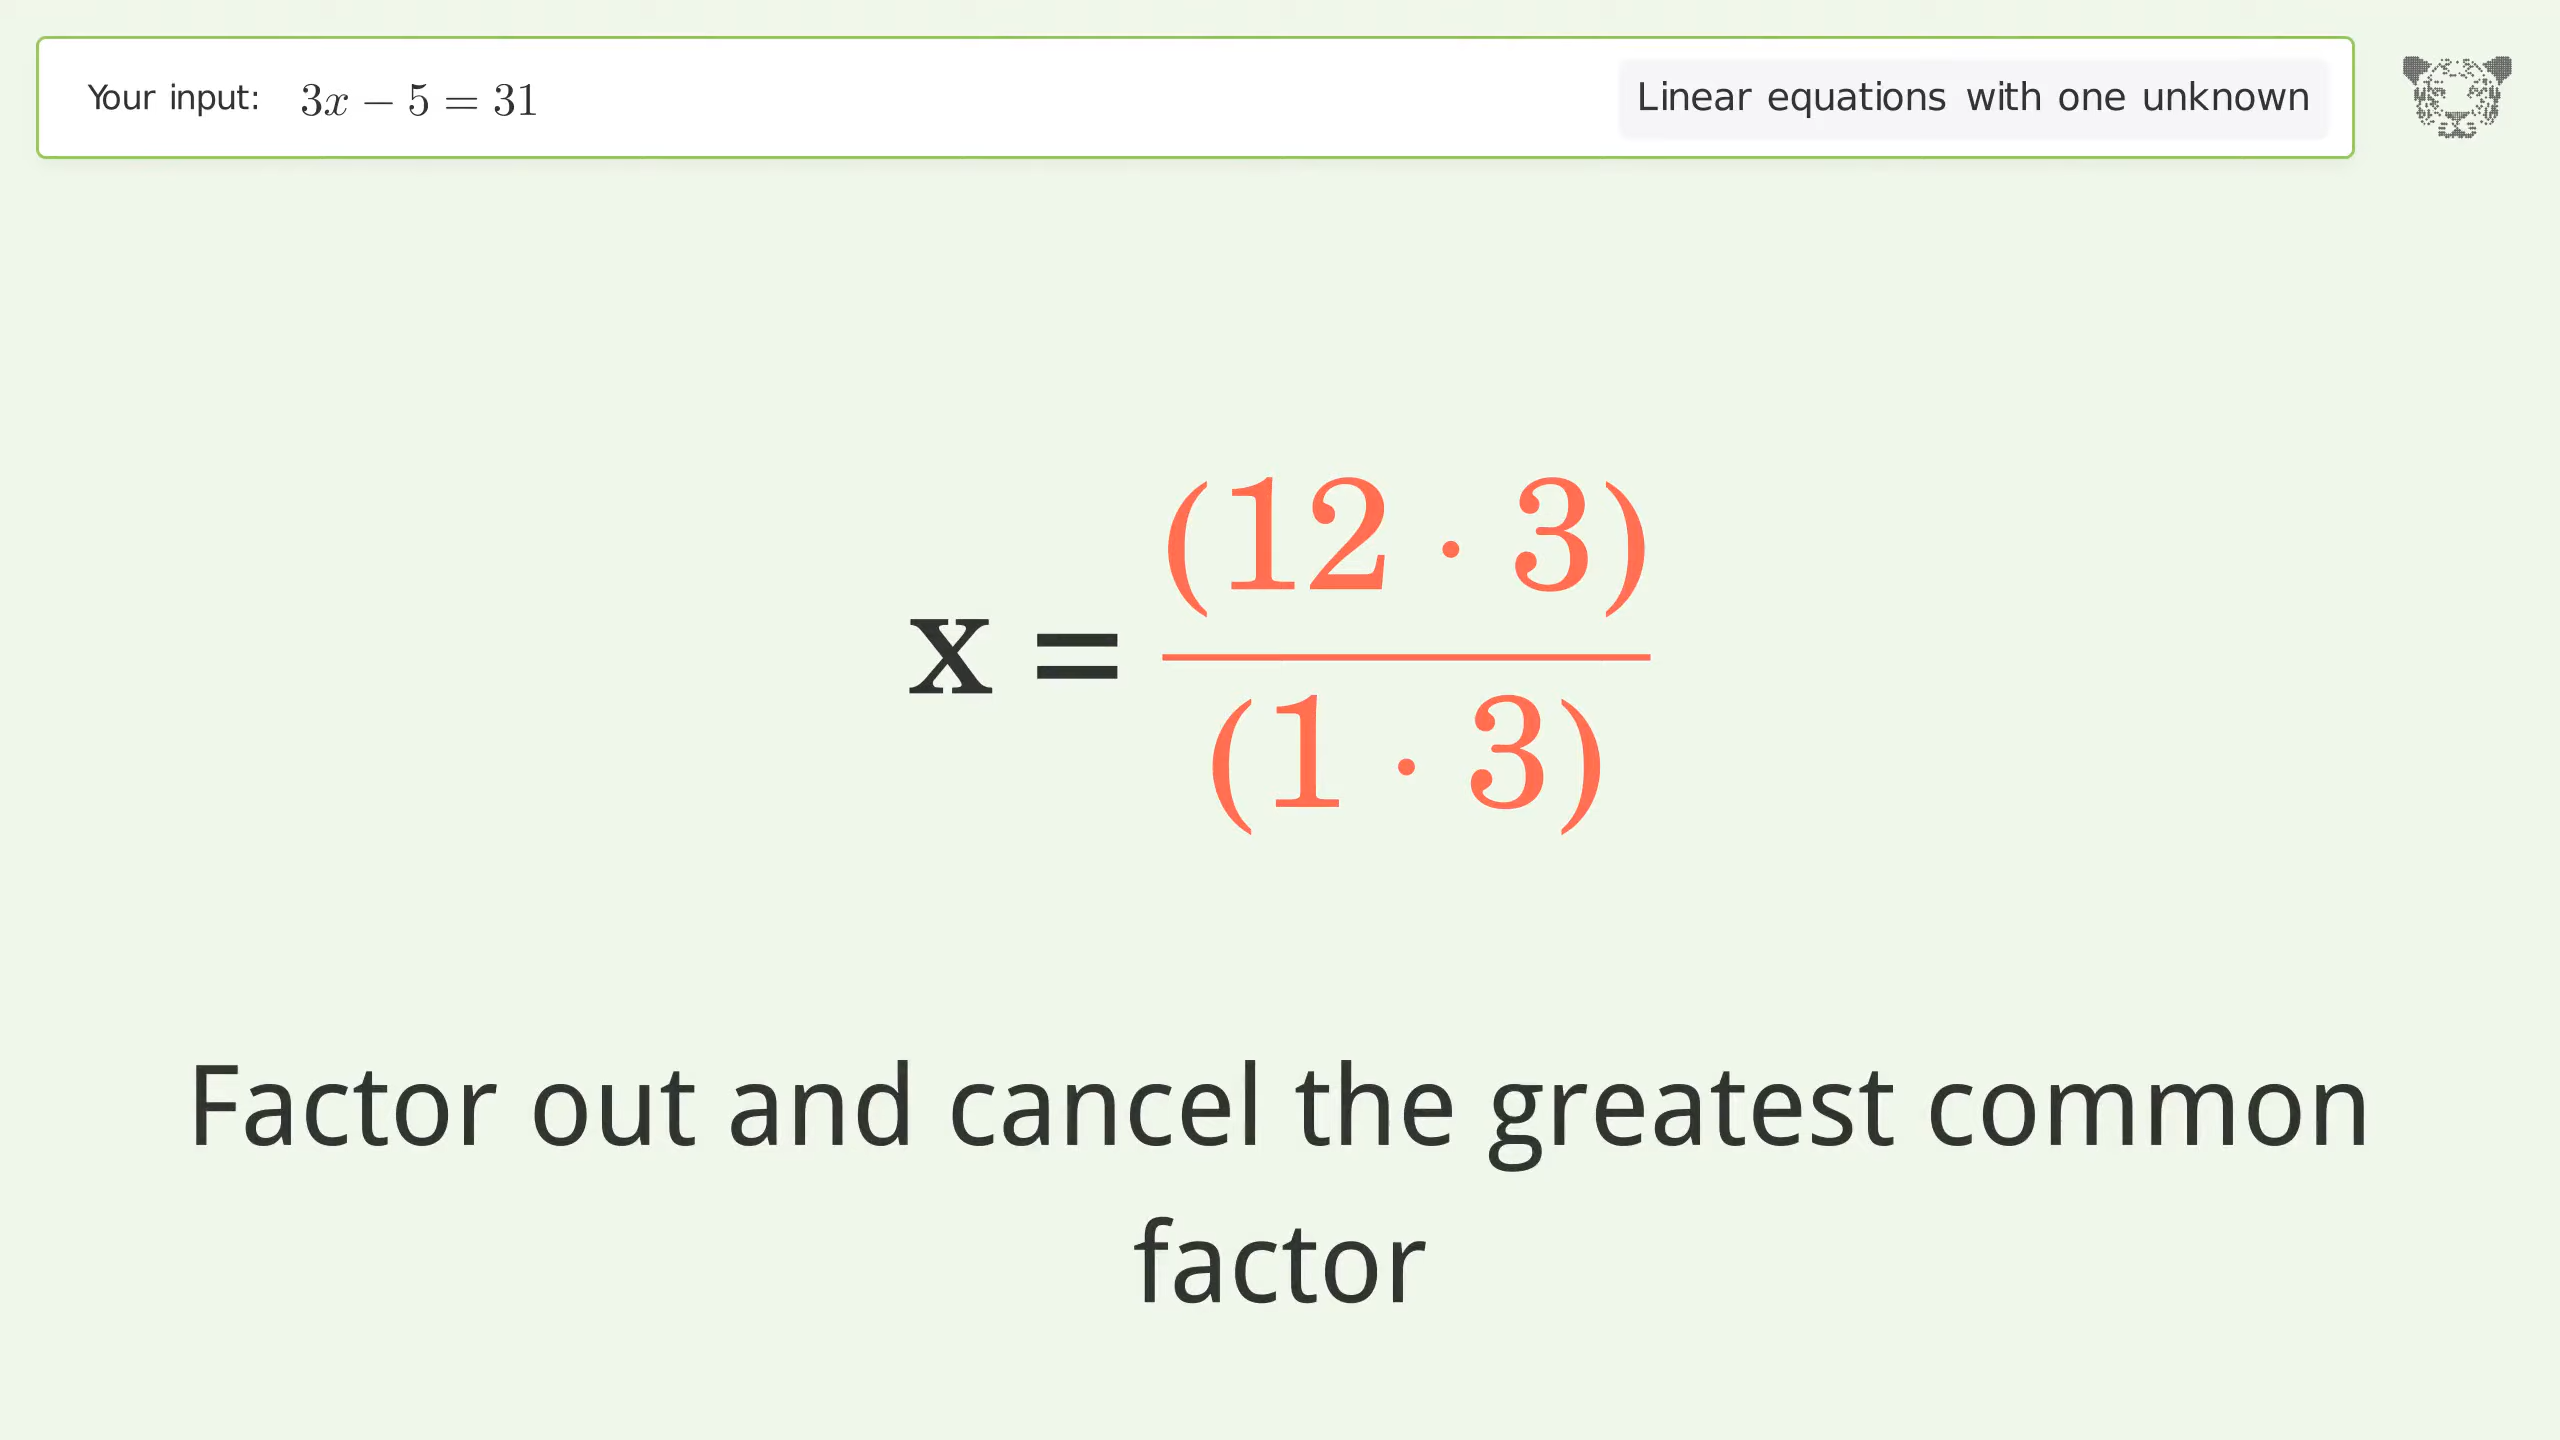 Your input: 3x − 5 = 31
Linear equations with one unknown
x = (12 · 3)
(1 · 3)
Factor out and cancel the greatest common
factor